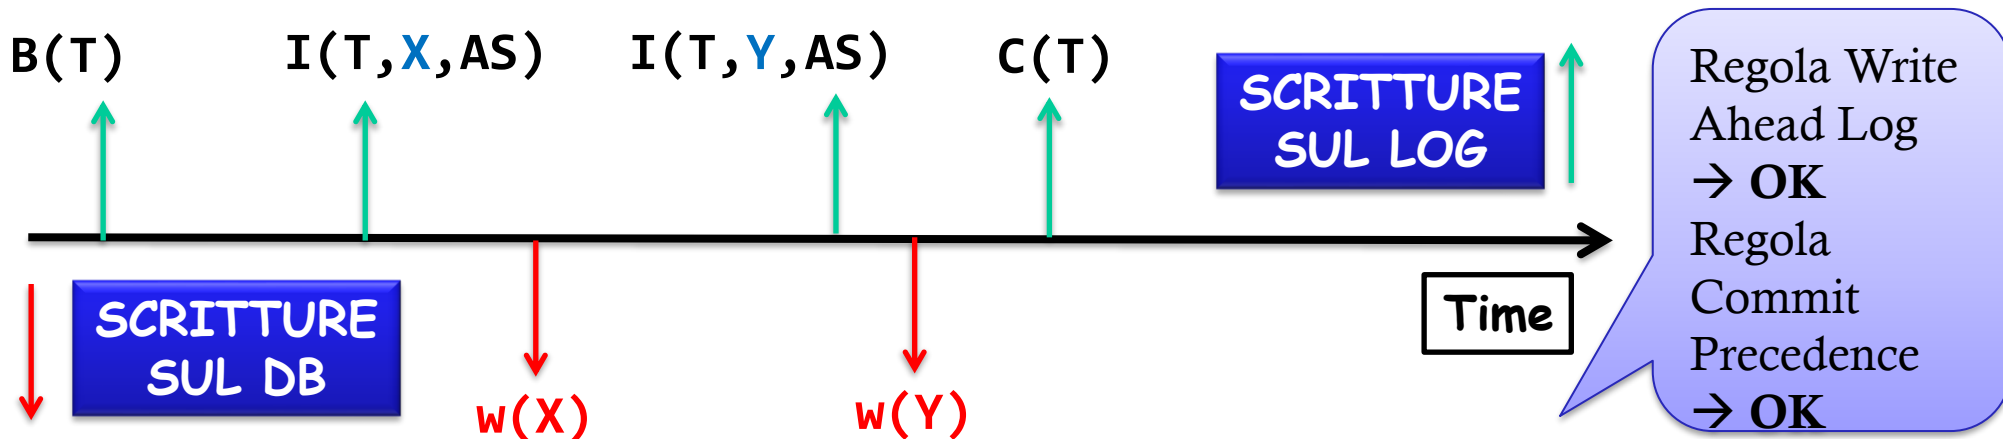 B(T)
I(T,X,AS)
I(T,Y,AS)
C(T)
SCRITTURE
SUL LOG
SCRITTURE
SUL DB
w(X)
w(Y)
Time
Regola Write
Ahead Log
→ OK
Regola
Commit
Precedence
→ OK